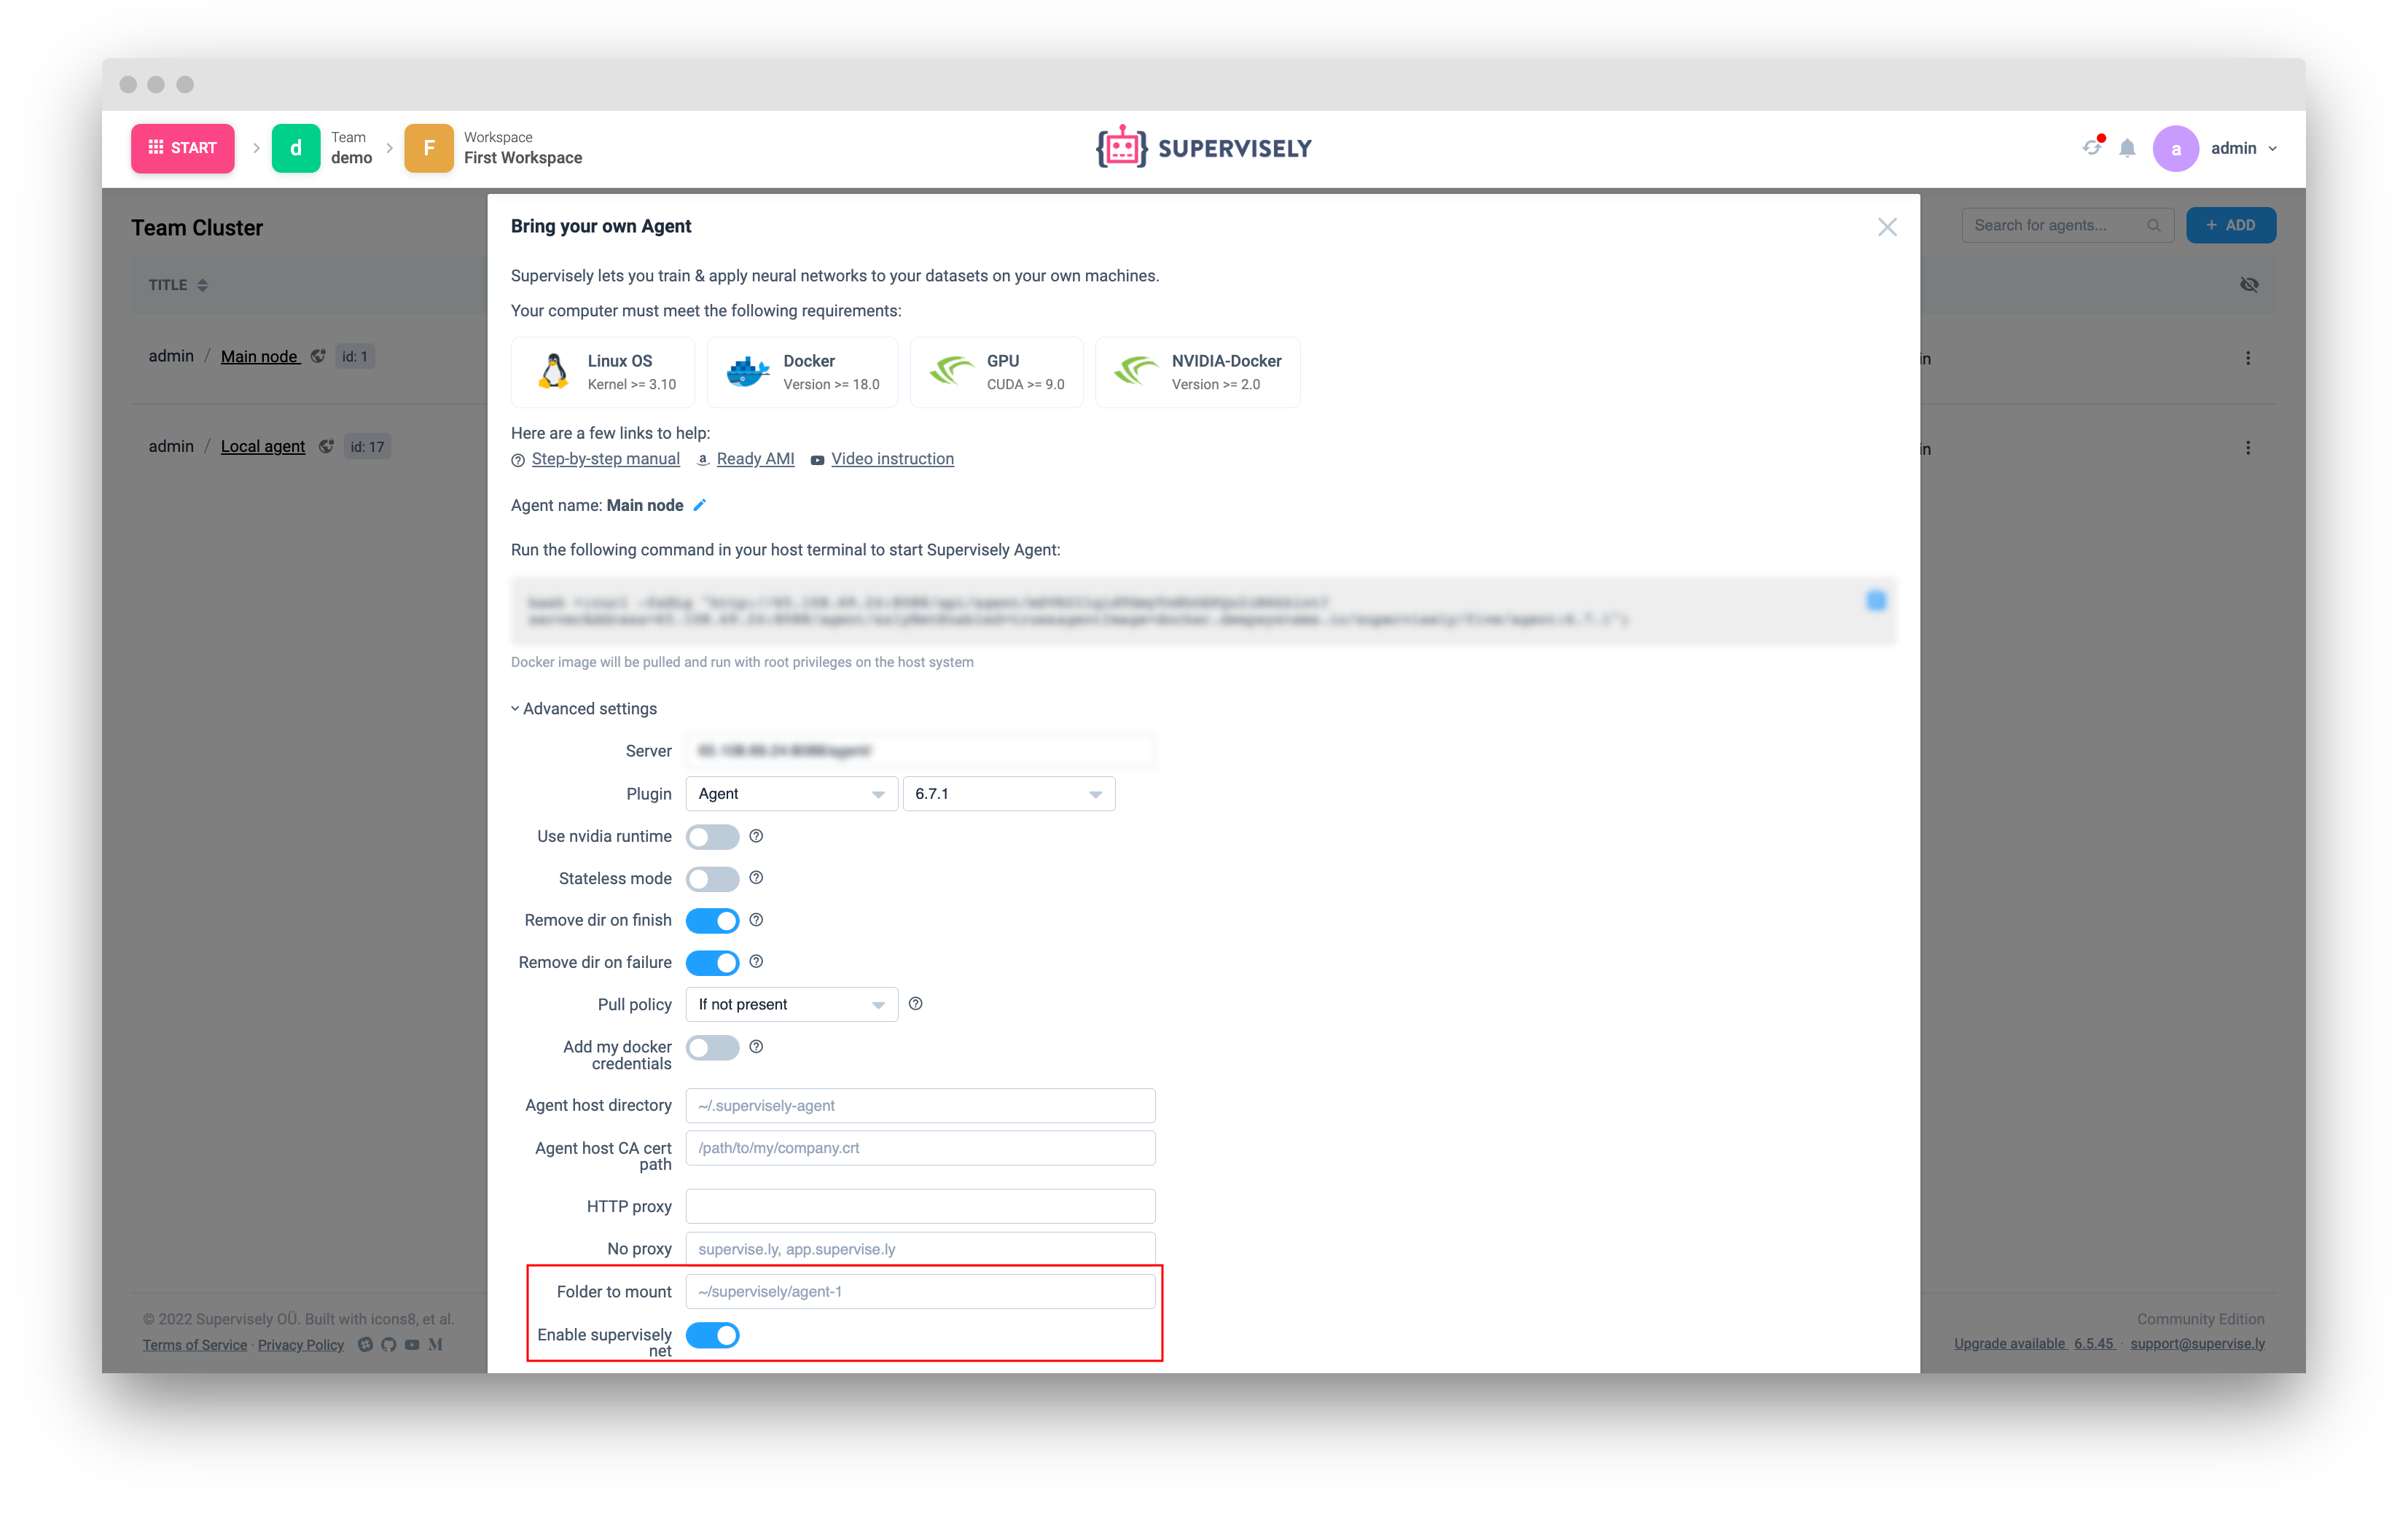 START
d
Team
demo
F
Workspace
First Workspace
SUPERVISELY
a
admin
Team Cluster
Search for agents...
+ ADD
TITLE
admin / Main node id: 1
in
admin / Local agent id: 17
in
Bring your own Agent
Supervisely lets you train & apply neural networks to your datasets on your own machines.
Your computer must meet the following requirements:
Linux OS
Kernel >= 3.10
Docker
Version >= 18.0
GPU
CUDA >= 9.0
NVIDIA-Docker
Version >= 2.0
Here are a few links to help:
Step-by-step manual Ready AMI Video instruction
Agent name: Main node
Run the following command in your host terminal to start Supervisely Agent:
Docker image will be pulled and run with root privileges on the host system
Advanced settings
Server
Plugin Agent 6.7.1
Use nvidia runtime
Stateless mode
Remove dir on finish
Remove dir on failure
Pull policy If not present
Add my docker
credentials
Agent host directory ~/.supervisely-agent
Agent host CA cert /path/to/my/company.crt
path
HTTP proxy
No proxy supervise.ly, app.supervise.ly
Folder to mount ~/supervisely/agent-1
Enable supervisely
net
© 2022 Supervisely OÜ. Built with icons8, et al.
Terms of Service · Privacy Policy
Community Edition
Upgrade available 6.5.45 · support@supervise.ly